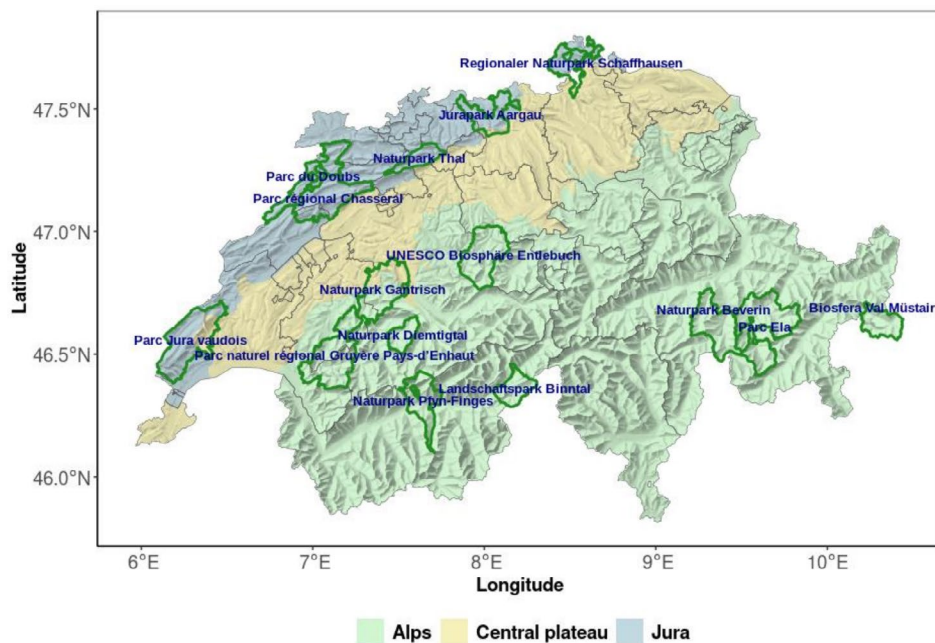 Regionaler Naturpark Schaffhausen
47.5°N
Jurapark Aargau
Naturpark Thal
Parc du Doubs
Parc régional Chasseral
47.0°N
UNESCO Biosphäre Entlebuch
Naturpark Gantrisch
Naturpark Beverin
Biosfera Val Müstair
Parc Ela
Naturpark Diemtigtal
Parc Jura vaudois
46.5°N
Parc naturel régional Gruyère Pays-d'Enhaut
Landschaftspark Binntal
Naturpark Pfyn-Finges
46.0°N
Latitude
6°E 7°E 8°E 9°E 10°E
Longitude
Alps Central plateau Jura